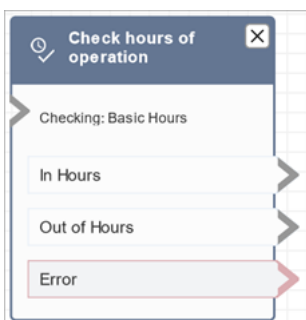 Check hours of
operation
Checking: Basic Hours
In Hours
Out of Hours
Error